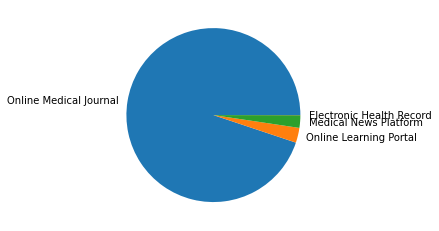 Online Medical Journal
Electronic Health Record
Medical News Platform
Online Learning Portal